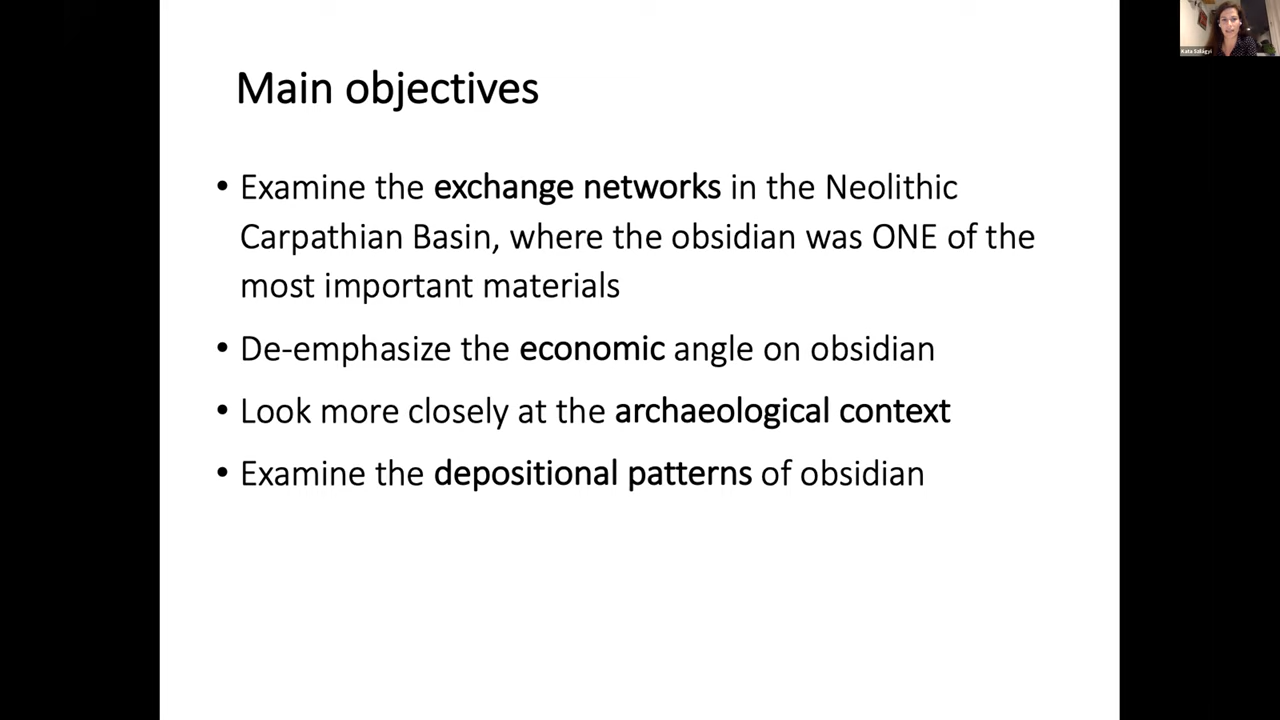 Main objectives
• Examine the exchange networks in the Neolithic
Carpathian Basin, where the obsidian was ONE of the
most important materials
• De-emphasize the economic angle on obsidian
• Look more closely at the archaeological context
• Examine the depositional patterns of obsidian
Kata Szilágyi